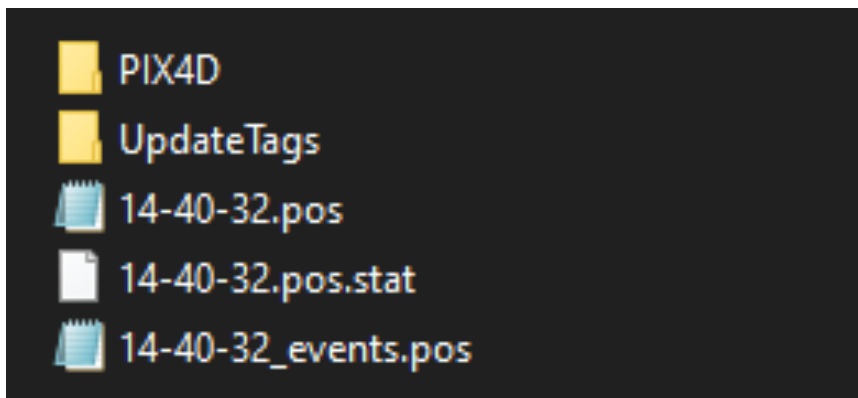 PIX4D
UpdateTags
14-40-32.pos
14-40-32.pos.stat
14-40-32_events.pos